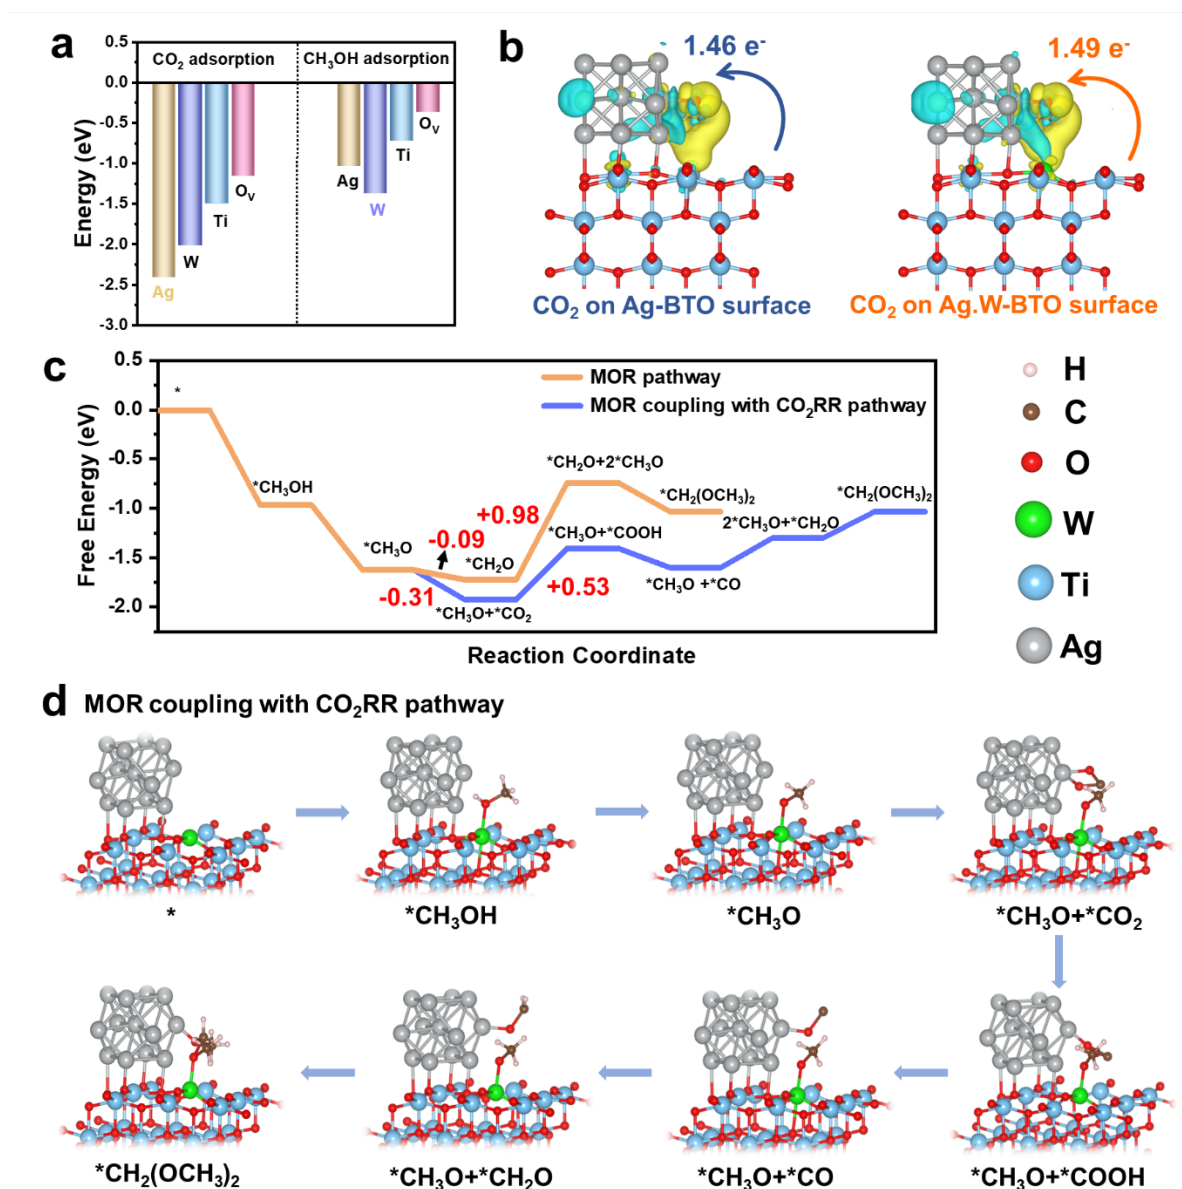 a
0.5
0.0
-0.5
-1.0
-1.5
-2.0
-2.5
-3.0
Energy (eV)
CO₂ adsorption
CH₃OH adsorption
Ag
W
Ti
Oᵥ
Ag
W
Ti
Oᵥ
b
1.46 e⁻
1.49 e⁻
CO₂ on Ag-BTO surface
CO₂ on Ag.W-BTO surface
c
0.5
0.0
-0.5
-1.0
-1.5
-2.0
Free Energy (eV)
Reaction Coordinate
MOR pathway
MOR coupling with CO₂RR pathway
*
*CH₃OH
*CH₃O
-0.09
-0.31
*CH₂O
*CH₃O+*CO₂
+0.98
+0.53
*CH₂O+2*CH₃O
*CH₃O+*COOH
*CH₂(OCH₃)₂
*CH₃O +*CO
2*CH₃O+*CH₂O
*CH₂(OCH₃)₂
H
C
O
W
Ti
Ag
d MOR coupling with CO₂RR pathway
*
*CH₃OH
*CH₃O
*CH₃O+*CO₂
*CH₂(OCH₃)₂
*CH₃O+*CH₂O
*CH₃O+*CO
*CH₃O+*COOH